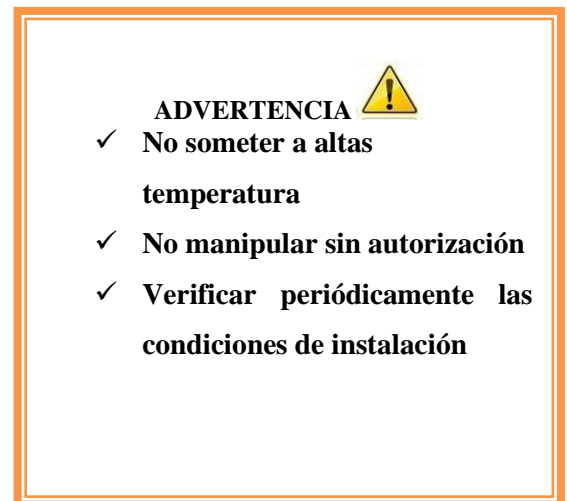 ADVERTENCIA
✓ No someter a altas
temperatura
✓ No manipular sin autorización
✓ Verificar periódicamente las
condiciones de instalación